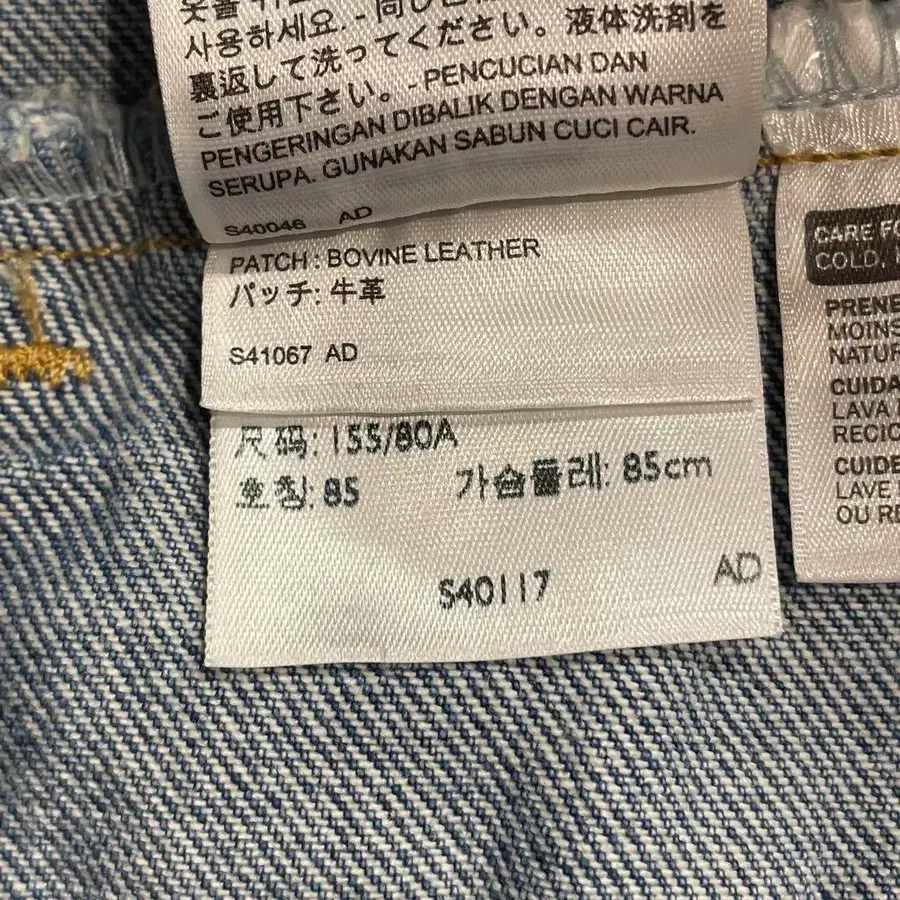 사용하세요. - 同じ
裏返して洗ってください。液体洗剤を
ご使用下さい。- PENCUCIAN DAN
PENGERINGAN DIBALIK DENGAN WARNA
SERUPA. GUNAKAN SABUN CUCI CAIR.
S40046 AD
PATCH : BOVINE LEATHER
パッチ: 牛革
S41067 AD
尺码: 155/80A
호칭: 85 가슴둘레: 85cm
S40117 AD
CARE FO
COLD,
PRENE
MOINS
NATUR
CUIDA
LAVA
RECIC
CUIDE
LAVE
OU RE